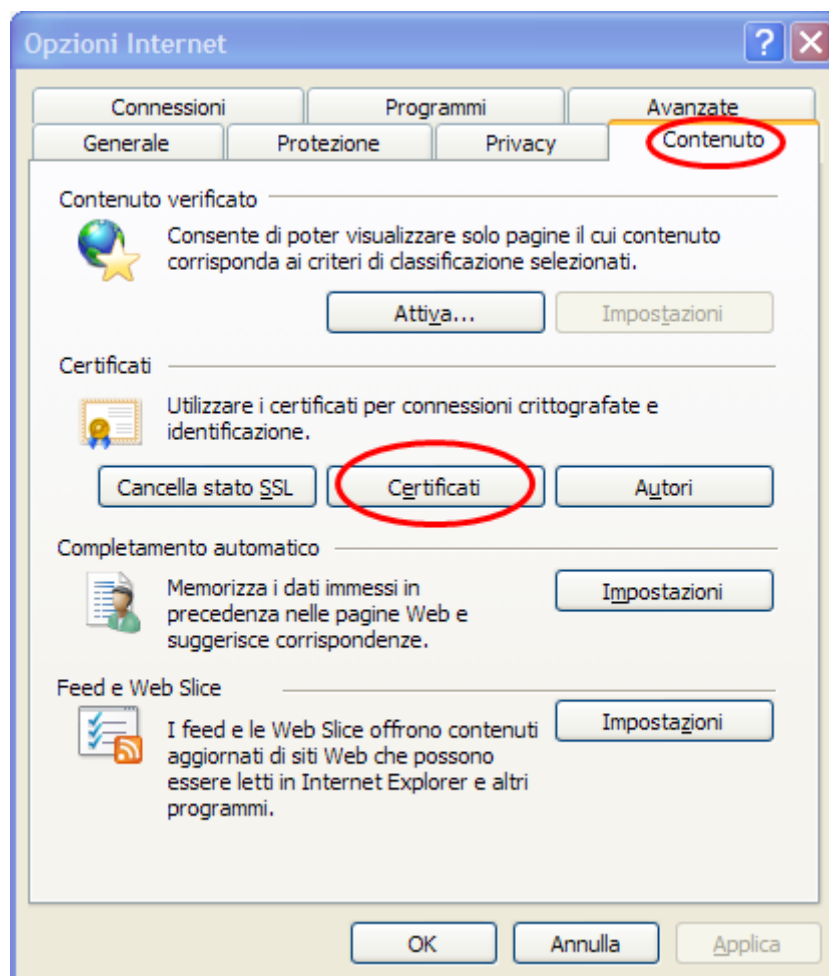 Opzioni Internet
?
Connessioni Programmi Avanzate
Generale Protezione Privacy Contenuto
Contenuto verificato
Consente di poter visualizzare solo pagine il cui contenuto
corrisponda ai criteri di classificazione selezionati.
Attiva... Impostazioni
Certificati
Utilizzare i certificati per connessioni crittografate e
identificazione.
Cancella stato SSL Certificati Autori
Completamento automatico
Memorizza i dati immessi in
precedenza nelle pagine Web e
suggerisce corrispondenze.
Impostazioni
Feed e Web Slice
I feed e le Web Slice offrono contenuti
aggiornati di siti Web che possono
essere letti in Internet Explorer e altri
programmi.
Impostazioni
OK Annulla Applica